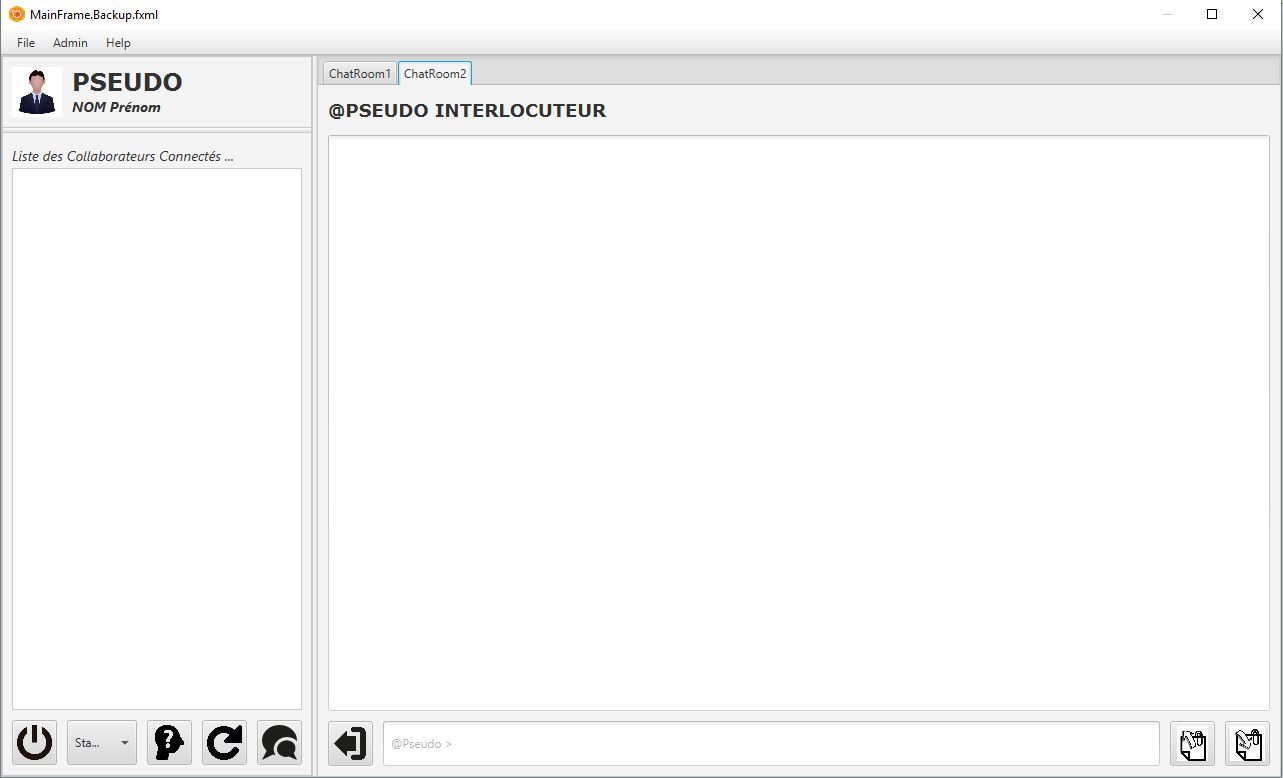 MainFrame.Backup.fxml
File Admin Help
PSEUDO
NOM Prénom
Liste des Collaborateurs Connectés ...
Sta...
ChatRoom1 ChatRoom2
@PSEUDO INTERLOCUTEUR
@Pseudo >